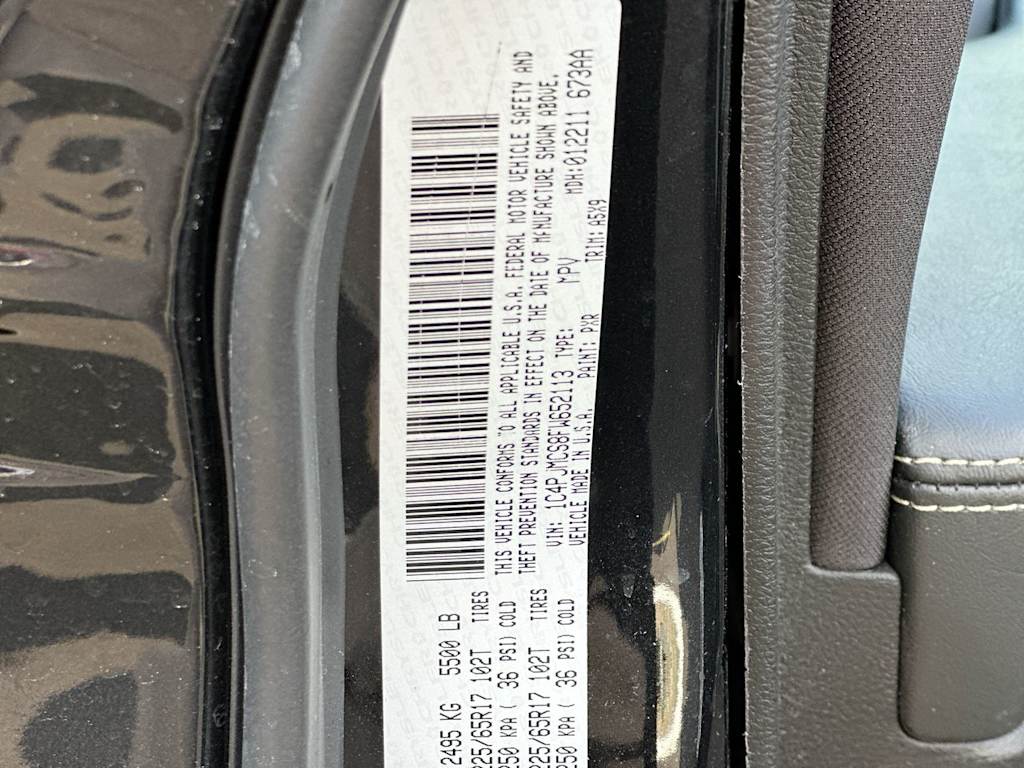 2495 KG 5500 LB
225/65R17 102T TIRES
250 KPA ( 36 PSI) COLD
225/65R17 102T TIRES
250 KPA ( 36 PSI) COLD
THIS VEHICLE CONFORMS TO ALL APPLICABLE U.S.A. FEDERAL MOTOR VEHICLE SAFETY AND
THEFT PREVENTION STANDARDS IN EFFECT ON THE DATE OF MANUFACTURE SHOWN ABOVE.
VIN: 1C4PJMCS8FW652113 TYPE: MPV MDH:012211 673AA
VEHICLE MADE IN U.S.A. PAINT: PXR TRIM: A5X9